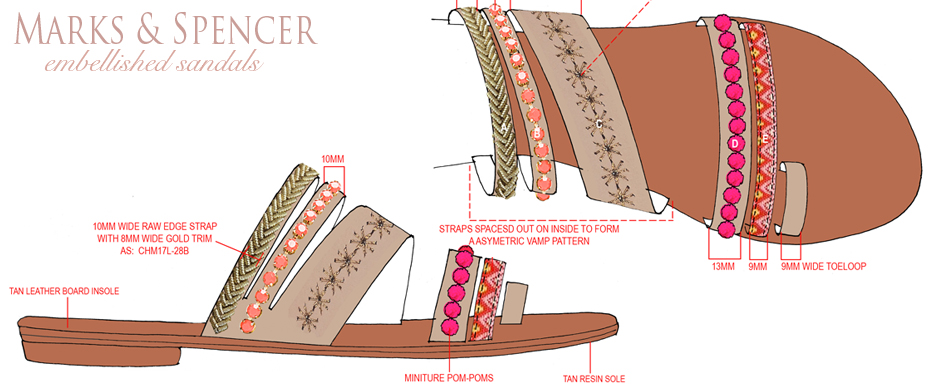 MARKS & SPENCER
embellished sandals
10MM
10MM WIDE RAW EDGE STRAP
WITH 8MM WIDE GOLD TRIM
AS: CHM17L-28B
TAN LEATHER BOARD INSOLE
A
B
C
D
E
STRAPS SPACESD OUT ON INSIDE TO FORM
A ASYMETRIC VAMP PATTERN
13MM
9MM
9MM WIDE TOELOOP
MINITURE POM-POMS
TAN RESIN SOLE